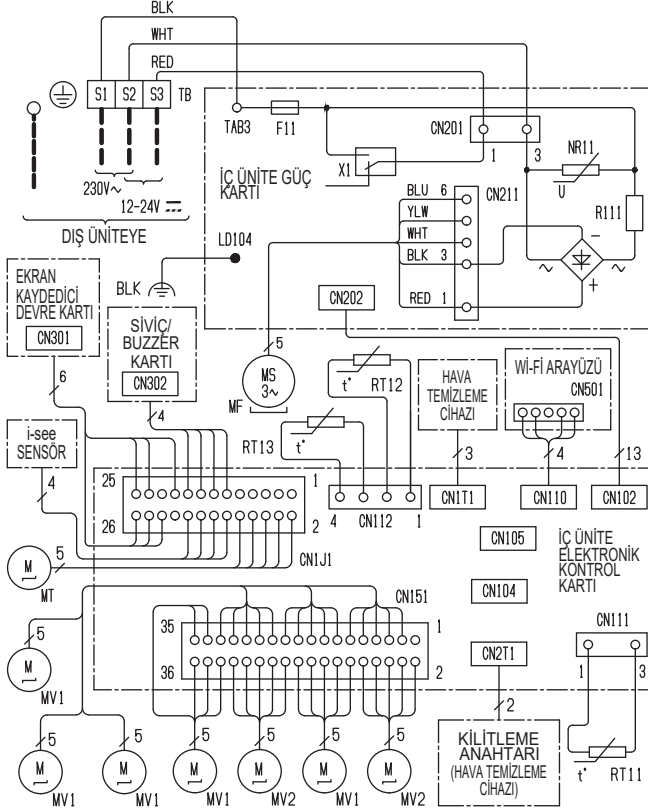 BLK
WHT
RED
S1 S2 S3 TB
TAB3
F11
CN201
1 3
NR11
U
X1
İÇ ÜNİTE GÜÇ
KARTI
R111
230V~
12-24V
DIŞ ÜNİTEYE
BLU 6
YLW
WHT
BLK 3
RED 1
CN211
~ ~
−
+
LD104
BLK
EKRAN
KAYDEDİCİ
DEVRE KARTI
CN301
6
SİVİÇ/
BUZZER
KARTI
CN302
4
CN202
5
MS
3~
MF
t° RT12
RT13 t°
HAVA
TEMİZLEME
CİHAZI
3
Wi-Fi ARAYÜZÜ
CN501
4
13
i-see
SENSÖR
4
25 1
26 2
CN1J1
4 CN112 1
CN1T1
CN110
CN102
CN105
İÇ ÜNİTE
ELEKTRONİK
KONTROL
KARTI
CN104
M
MT
5
CN151
35 1
36 2
CN111
1 3
CN2T1
2
5
M
MV1
KİLİTLEME
ANAHTARI
(HAVA TEMİZLEME
CİHAZI)
t° RT11
5 5 5 5 5 5
M M M M M M
MV1 MV1 MV1 MV2 MV1 MV2